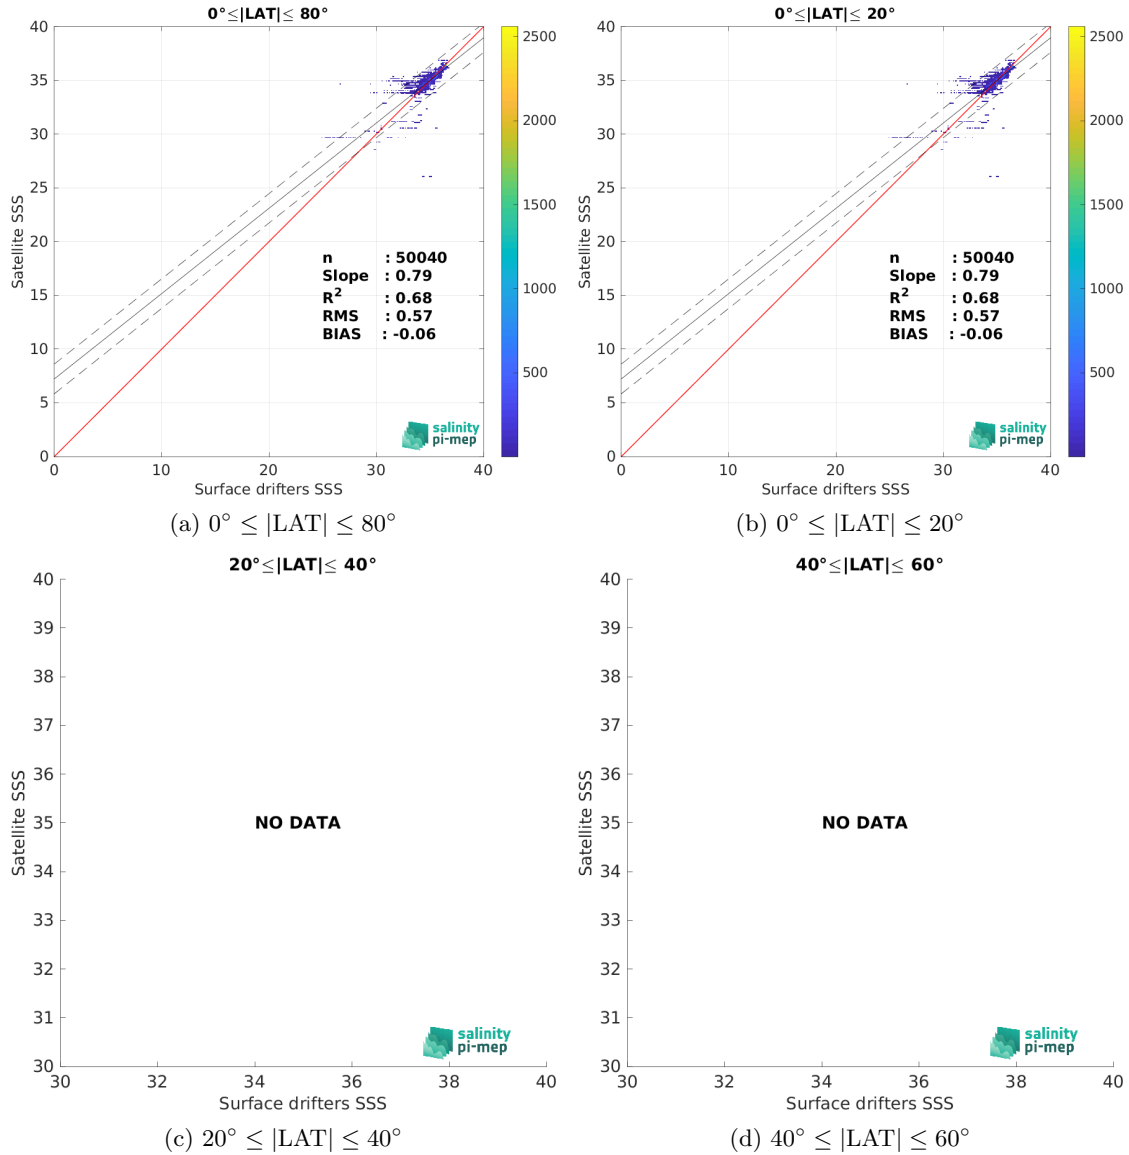 0°≤|LAT|≤ 80°
40
35
30
25
20
15
10
5
0
Satellite SSS
n : 50040
Slope : 0.79
R² : 0.68
RMS : 0.57
BIAS : -0.06
salinity
pi-mep
0 10 20 30 40
Surface drifters SSS
2500
2000
1500
1000
500
(a) 0° ≤ |LAT| ≤ 80°
0°≤|LAT|≤ 20°
40
35
30
25
20
15
10
5
0
Satellite SSS
n : 50040
Slope : 0.79
R² : 0.68
RMS : 0.57
BIAS : -0.06
salinity
pi-mep
0 10 20 30 40
Surface drifters SSS
2500
2000
1500
1000
500
(b) 0° ≤ |LAT| ≤ 20°
20°≤|LAT|≤ 40°
40
39
38
37
36
35
34
33
32
31
30
Satellite SSS
NO DATA
salinity
pi-mep
30 32 34 36 38 40
Surface drifters SSS
(c) 20° ≤ |LAT| ≤ 40°
40°≤|LAT|≤ 60°
40
39
38
37
36
35
34
33
32
31
30
Satellite SSS
NO DATA
salinity
pi-mep
30 32 34 36 38 40
Surface drifters SSS
(d) 40° ≤ |LAT| ≤ 60°